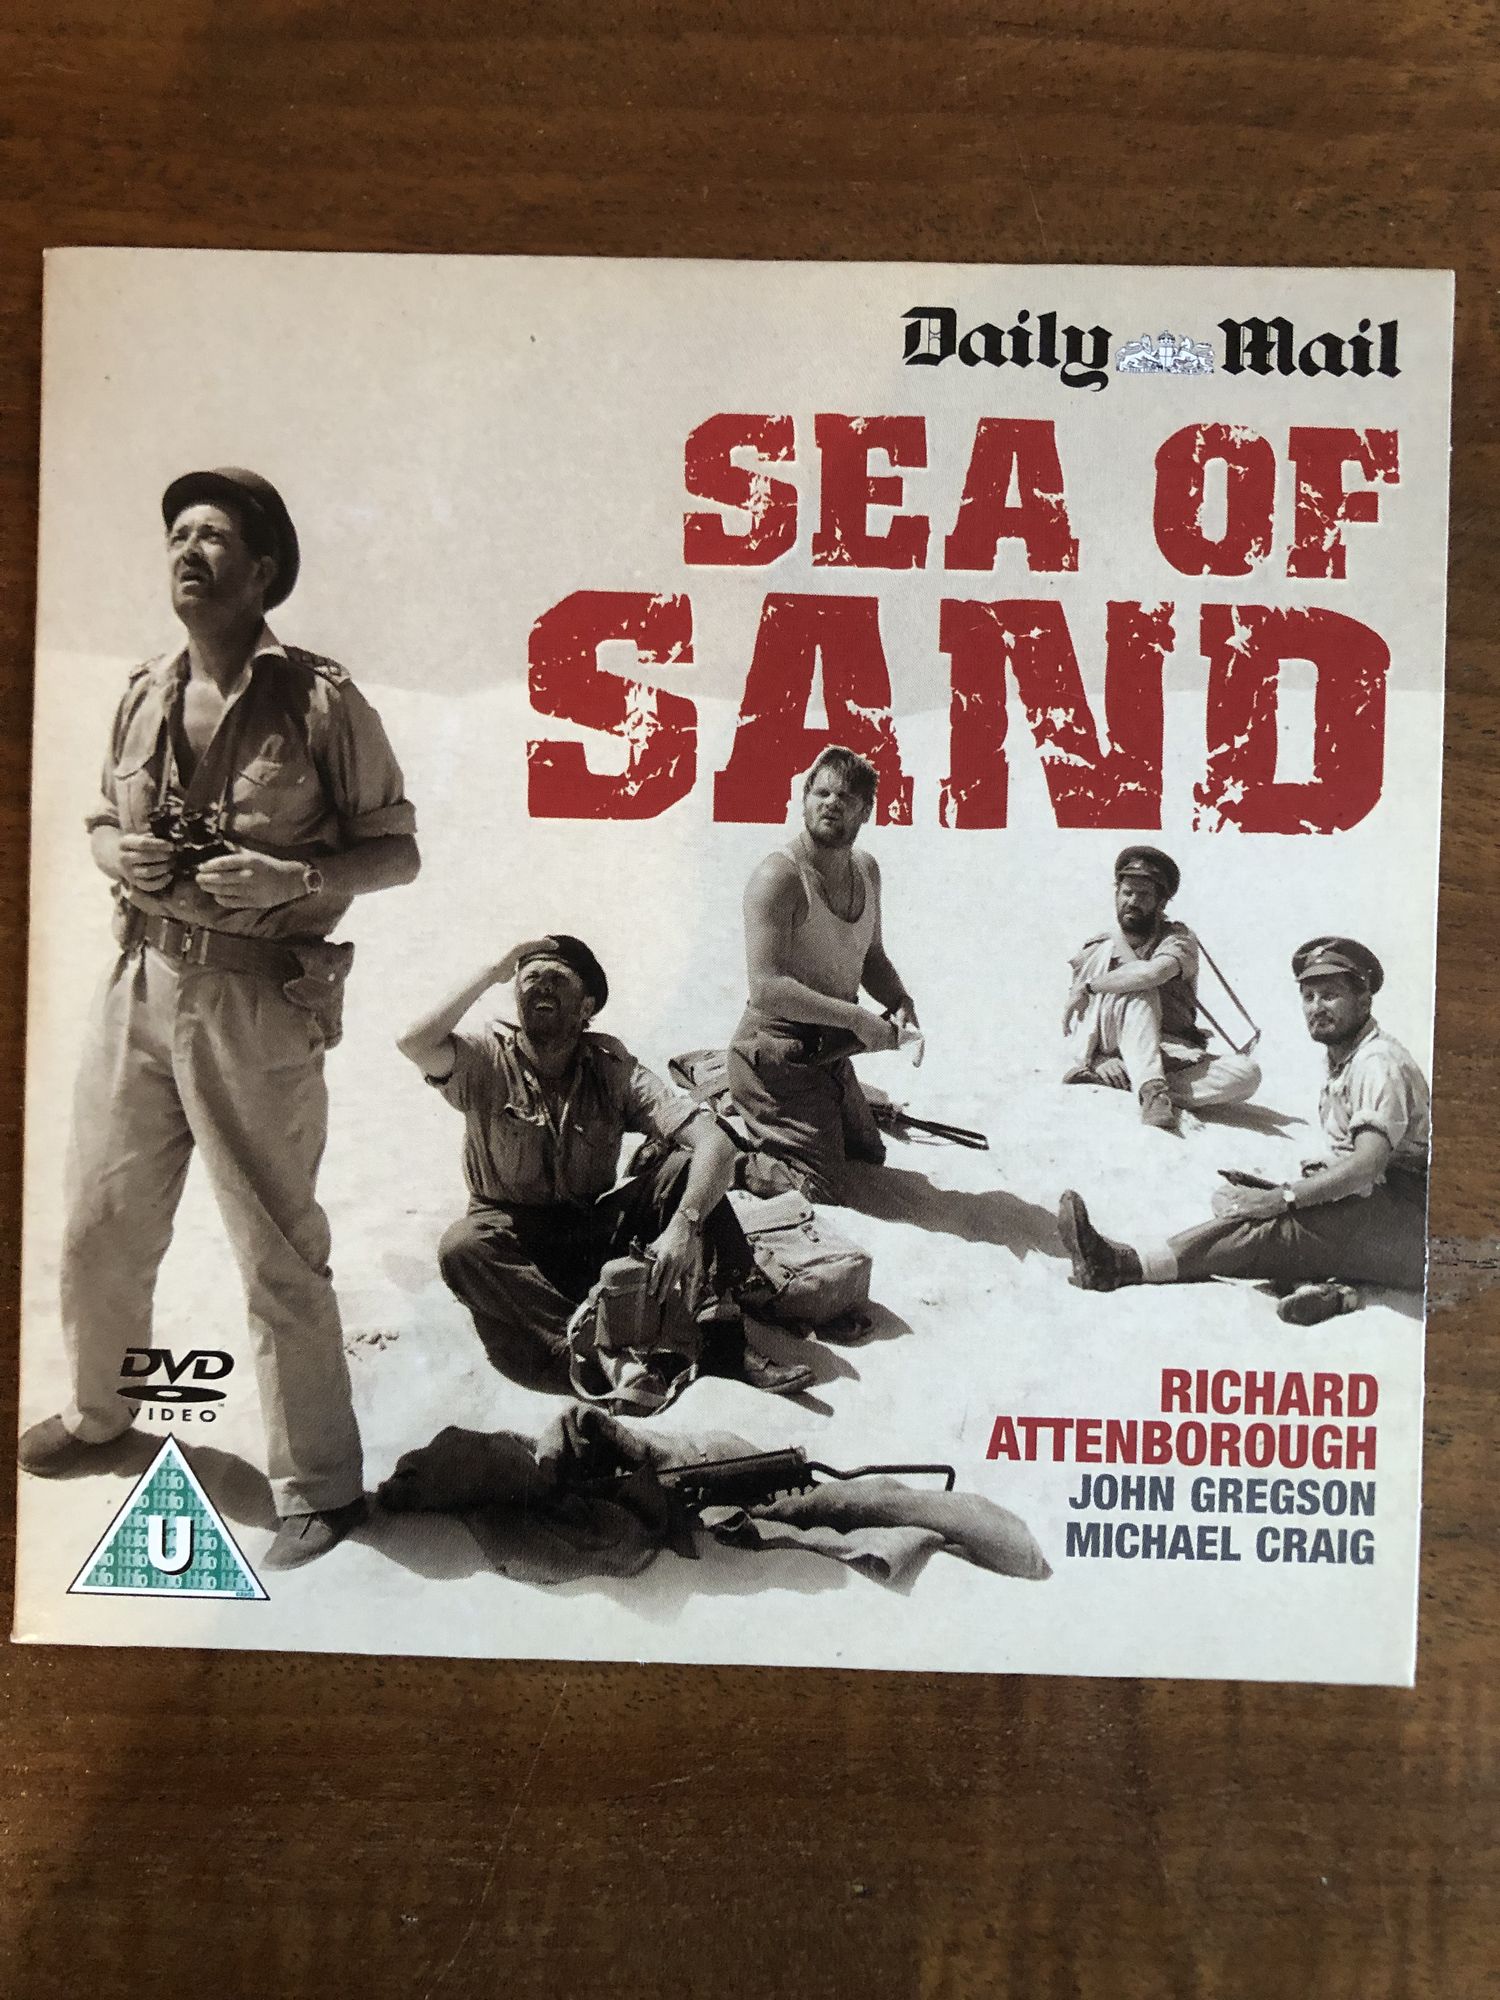 Daily Mail
SEA OF
SAND
RICHARD
ATTENBOROUGH
JOHN GREGSON
MICHAEL CRAIG
DVD
VIDEO
U